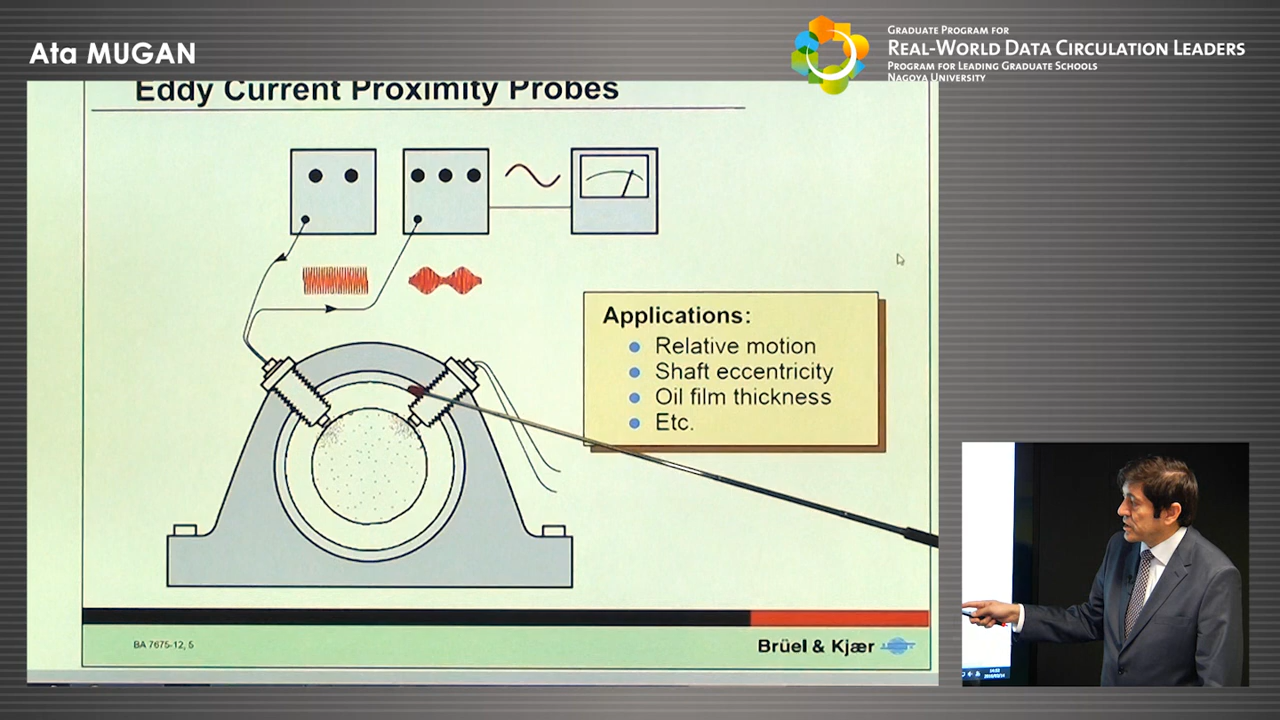 Ata MUGAN
GRADUATE PROGRAM FOR
REAL-WORLD DATA CIRCULATION LEADERS
PROGRAM FOR LEADING GRADUATE SCHOOLS
NAGOYA UNIVERSITY
Eddy Current Proximity Probes
Applications:
Relative motion
Shaft eccentricity
Oil film thickness
Etc.
BA 7675-12, 5
Brüel & Kjær